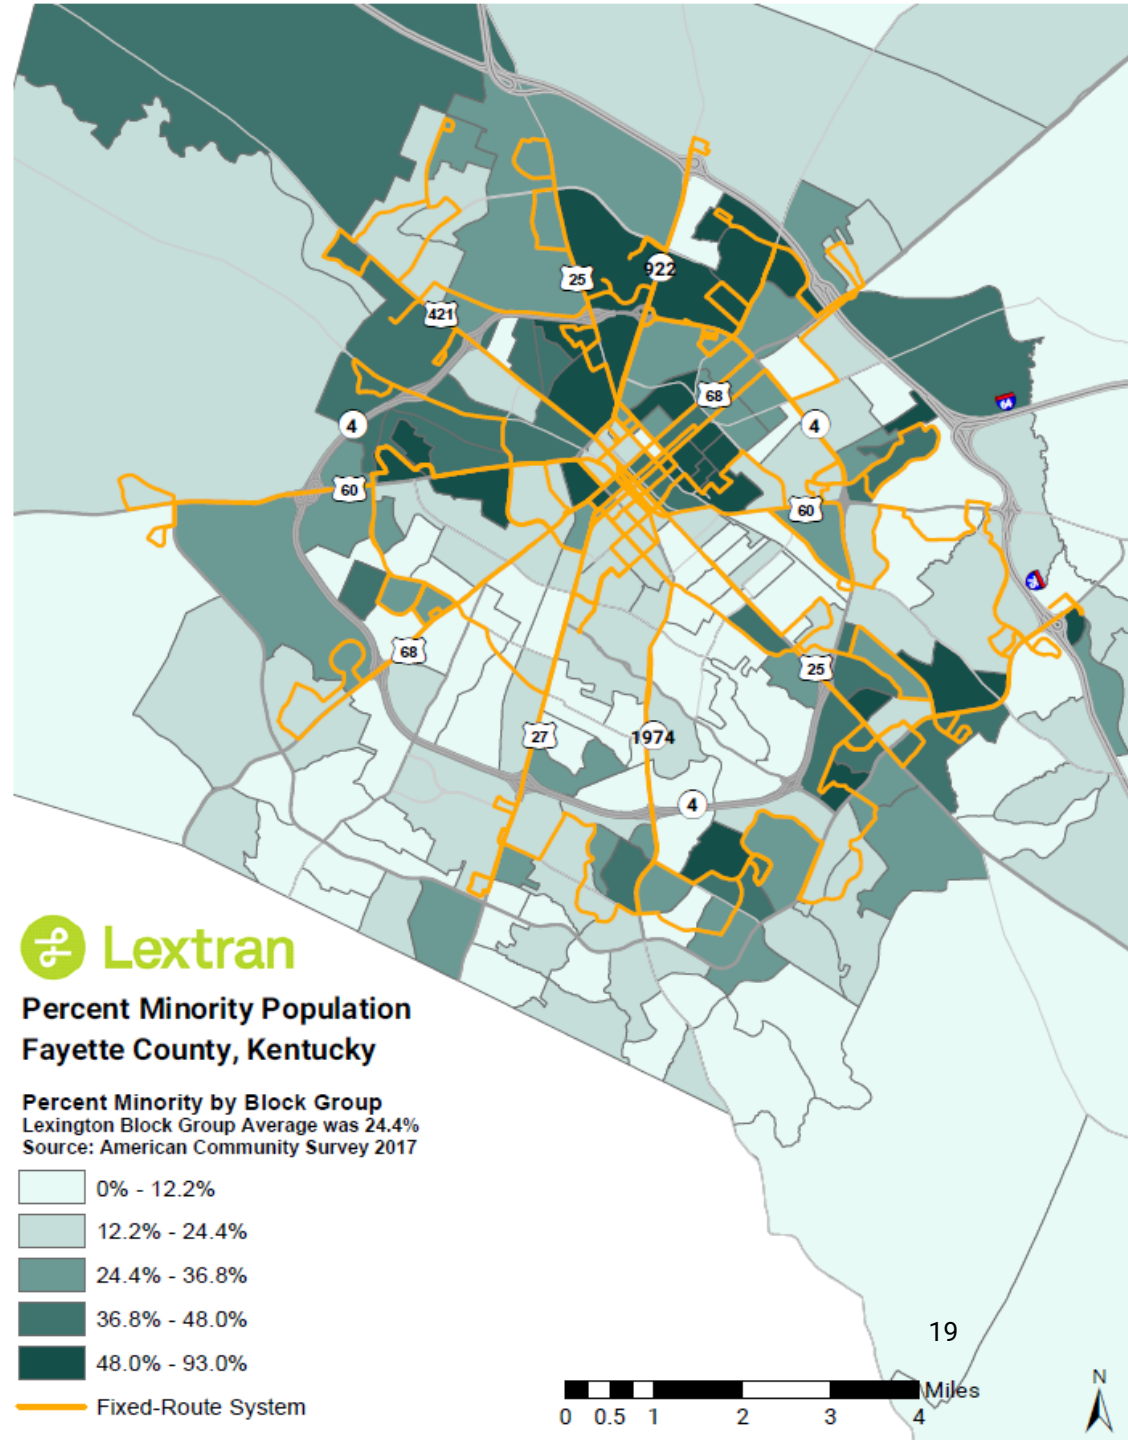 922
25
421
68
64
4
4
60
60
68
25
27
1974
4
Lextran
Percent Minority Population
Fayette County, Kentucky
Percent Minority by Block Group
Lexington Block Group Average was 24.4%
Source: American Community Survey 2017
0% - 12.2%
12.2% - 24.4%
24.4% - 36.8%
36.8% - 48.0%
48.0% - 93.0%
Fixed-Route System
19
Miles
0 0.5 1 2 3 4
N